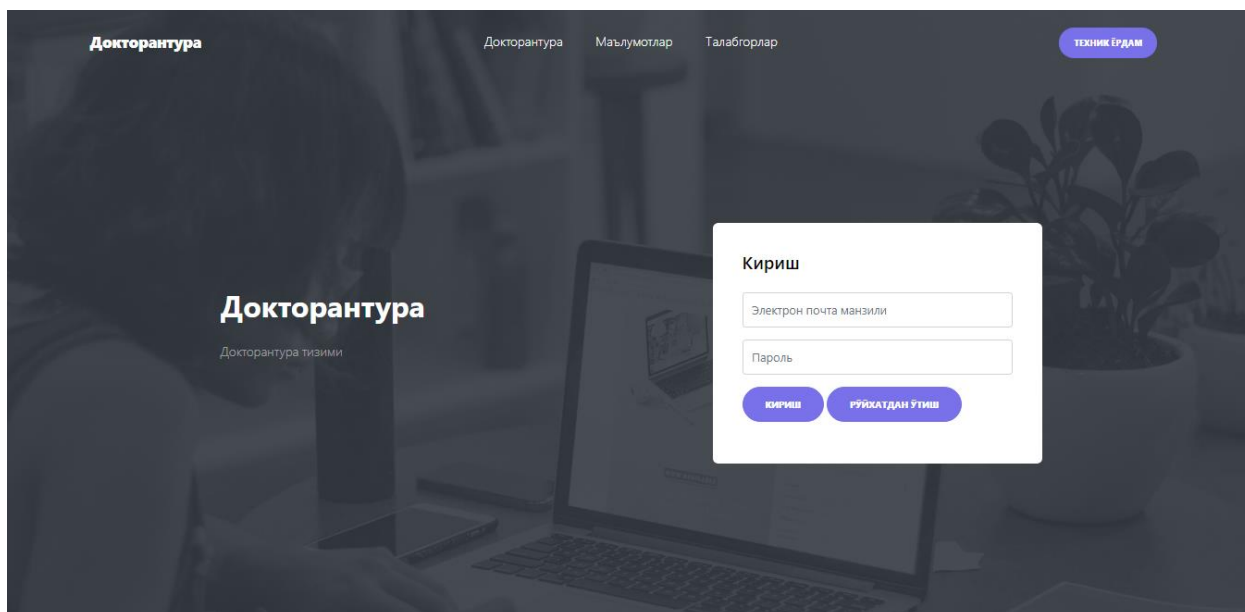 Докторантура
Докторантура Маълумотлар Талабгорлар
ТЕХНИК ЁРДАМ
Докторантура
Докторантура тизими
Кириш
Электрон почта манзили
Пароль
КИРИШ РЎЙХАТДАН ЎТИШ